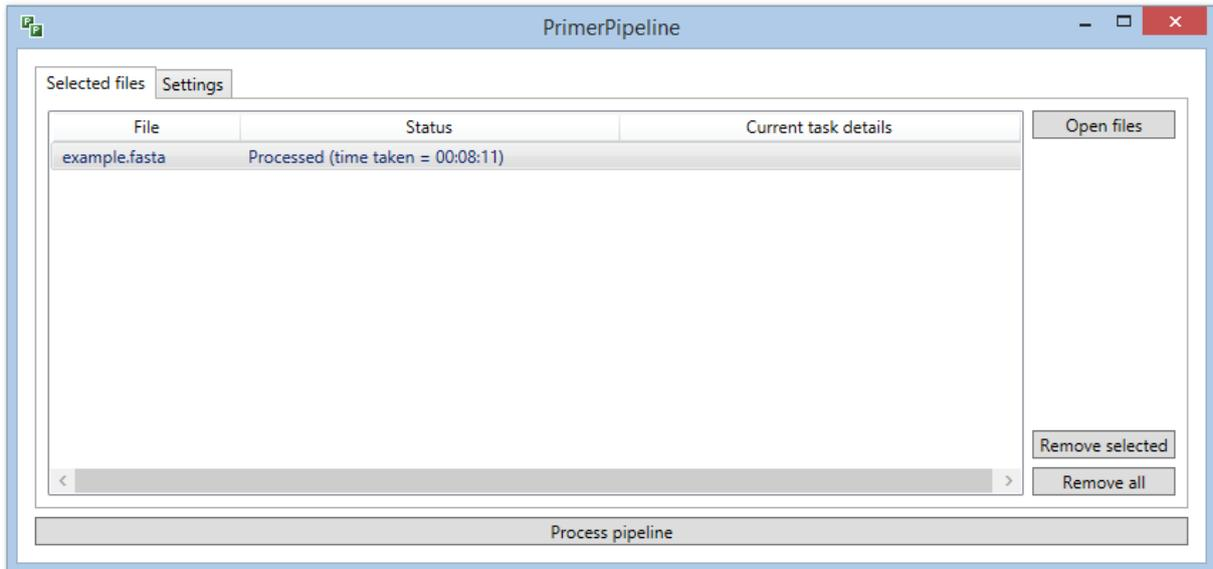 PrimerPipeline
Selected files Settings
File Status Current task details Open files
example.fasta Processed (time taken = 00:08:11)
Remove selected
Remove all
Process pipeline